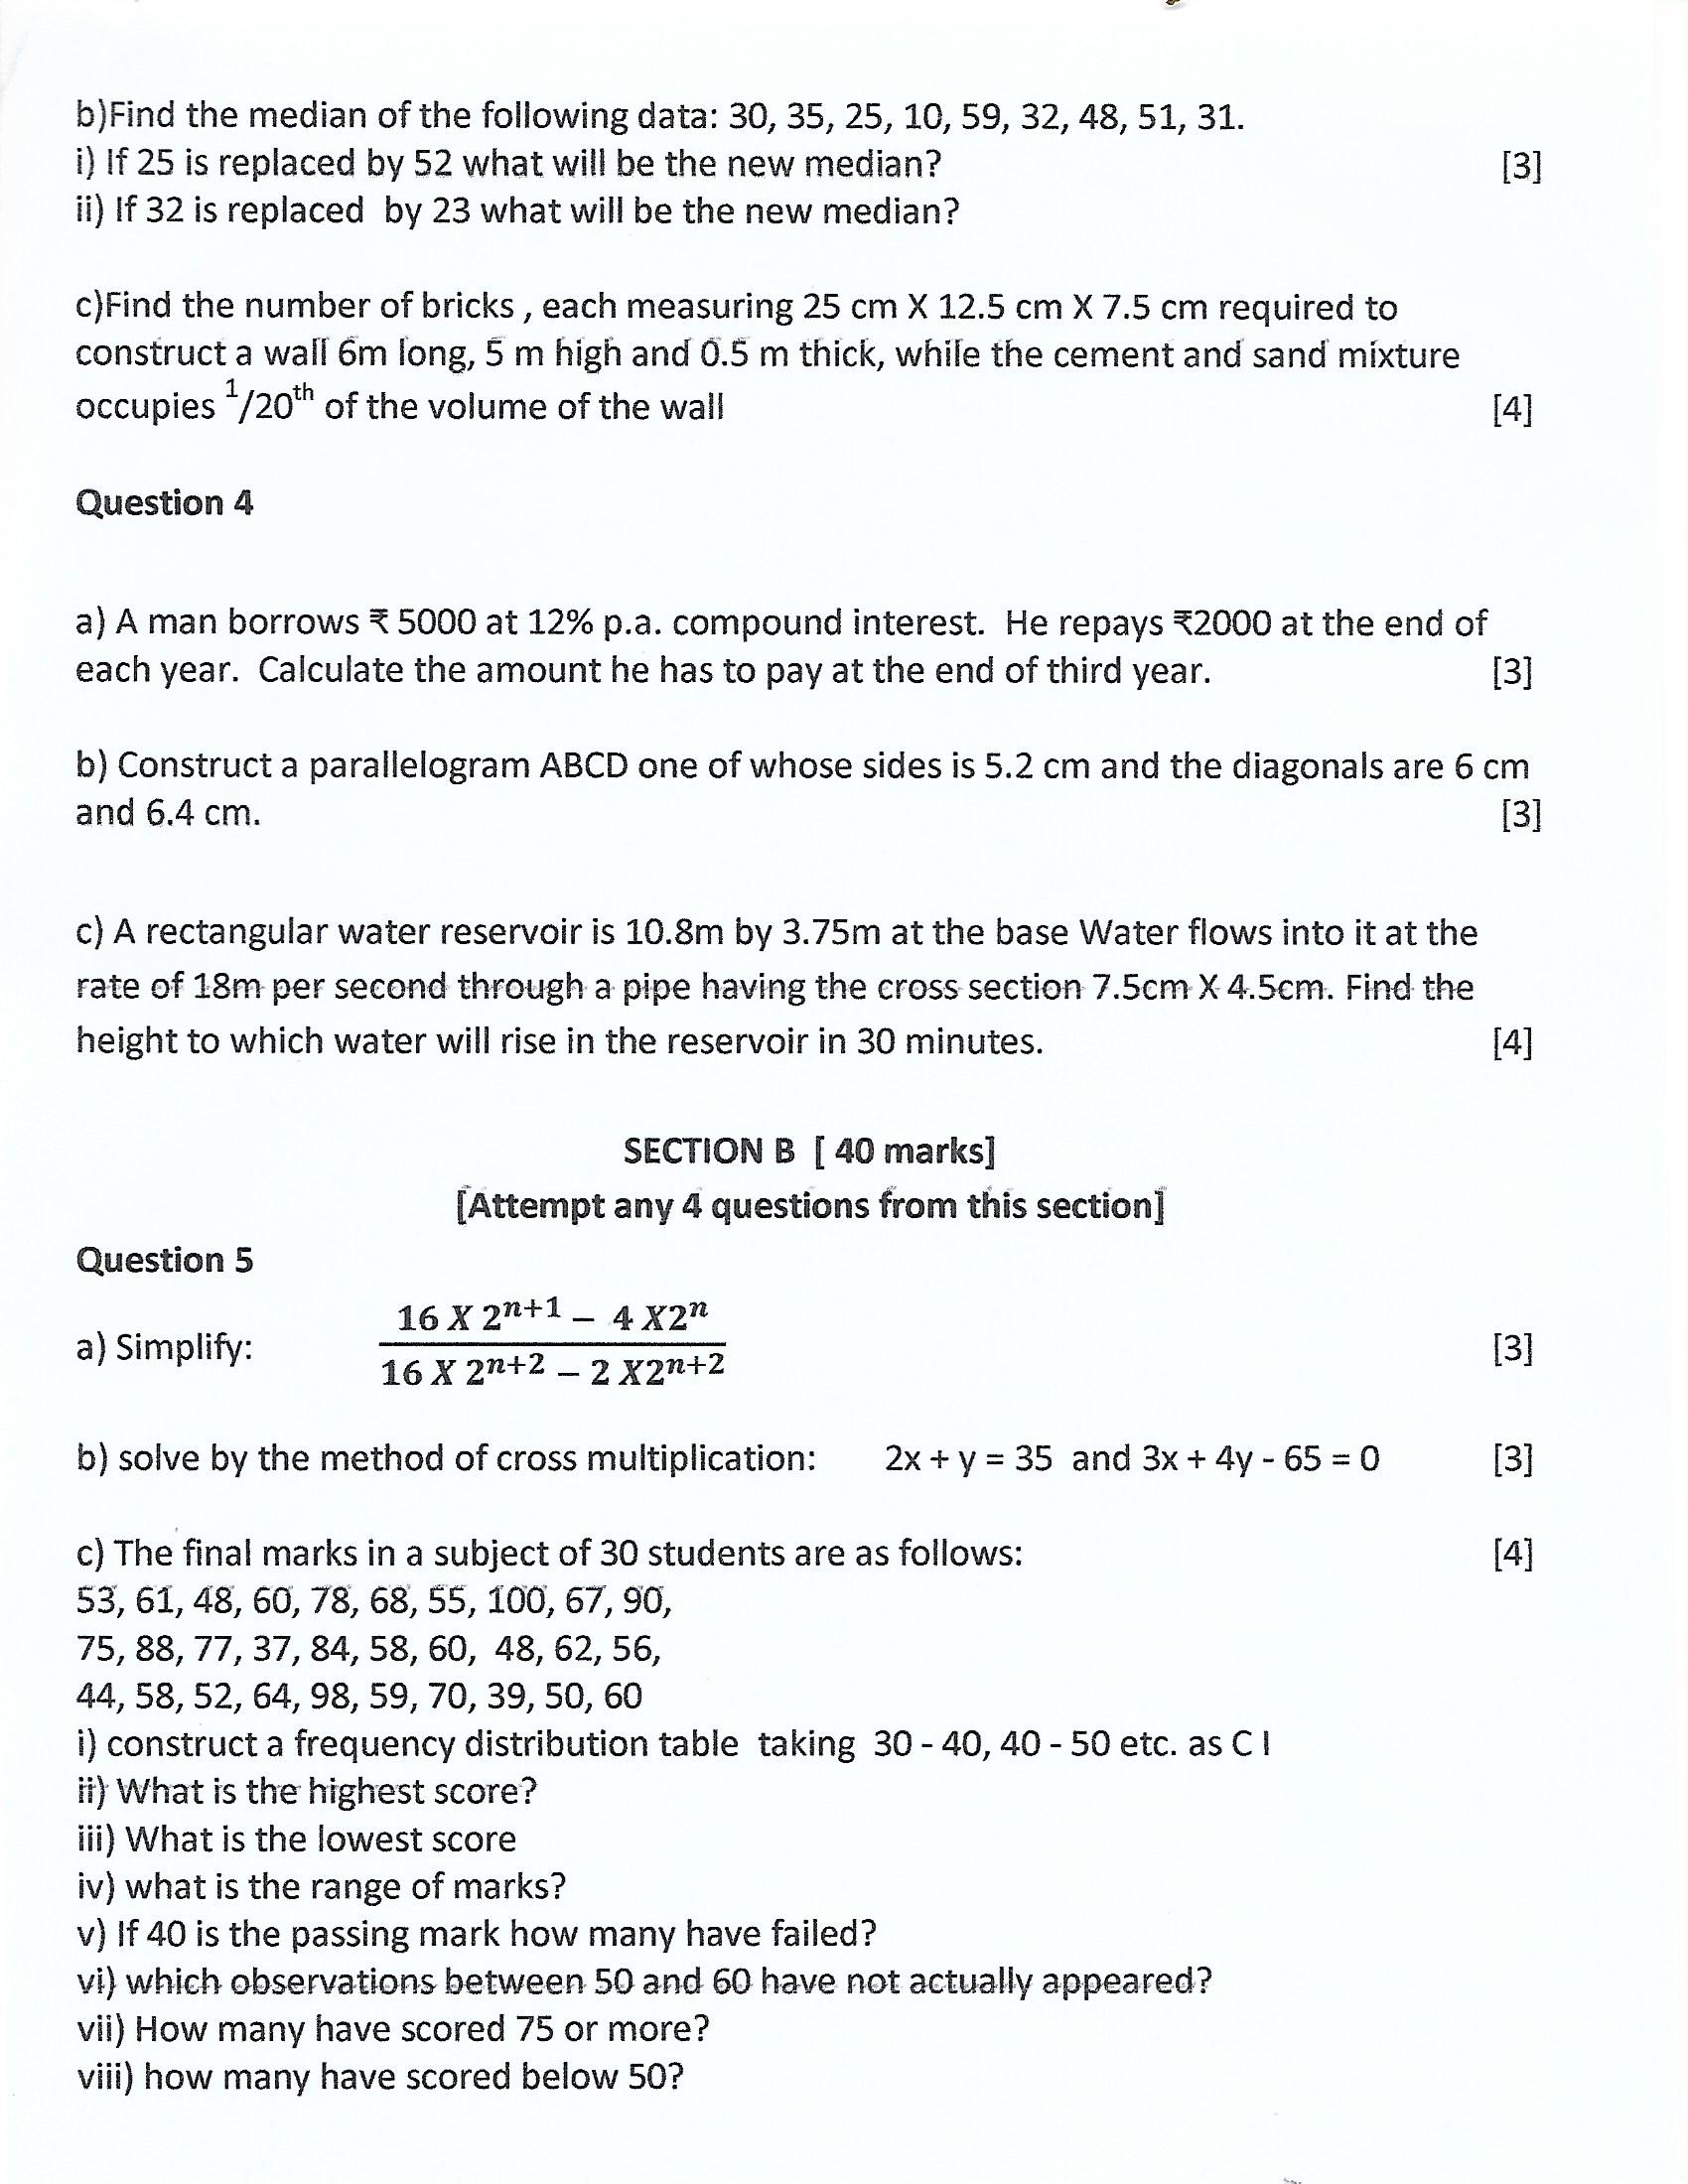 b)Find the median of the following data: 30, 35, 25, 10, 59, 32, 48, 51, 31.
i) If 25 is replaced by 52 what will be the new median? [3]
ii) If 32 is replaced by 23 what will be the new median?
c)Find the number of bricks , each measuring 25 cm X 12.5 cm X 7.5 cm required to
construct a wall 6m long, 5 m high and 0.5 m thick, while the cement and sand mixture
occupies ¹/20ᵗʰ of the volume of the wall [4]
Question 4
a) A man borrows ₹ 5000 at 12% p.a. compound interest. He repays ₹2000 at the end of
each year. Calculate the amount he has to pay at the end of third year. [3]
b) Construct a parallelogram ABCD one of whose sides is 5.2 cm and the diagonals are 6 cm
and 6.4 cm. [3]
c) A rectangular water reservoir is 10.8m by 3.75m at the base Water flows into it at the
rate of 18m per second through a pipe having the cross section 7.5cm X 4.5cm. Find the
height to which water will rise in the reservoir in 30 minutes. [4]
SECTION B [ 40 marks]
[Attempt any 4 questions from this section]
Question 5
16 X 2ⁿ⁺¹ – 4 X2ⁿ
a) Simplify: [3]
16 X 2ⁿ⁺² – 2 X2ⁿ⁺²
b) solve by the method of cross multiplication: 2x + y = 35 and 3x + 4y - 65 = 0 [3]
c) The final marks in a subject of 30 students are as follows: [4]
53, 61, 48, 60, 78, 68, 55, 100, 67, 90,
75, 88, 77, 37, 84, 58, 60, 48, 62, 56,
44, 58, 52, 64, 98, 59, 70, 39, 50, 60
i) construct a frequency distribution table taking 30 - 40, 40 - 50 etc. as C I
ii) What is the highest score?
iii) What is the lowest score
iv) what is the range of marks?
v) If 40 is the passing mark how many have failed?
vi) which observations between 50 and 60 have not actually appeared?
vii) How many have scored 75 or more?
viii) how many have scored below 50?